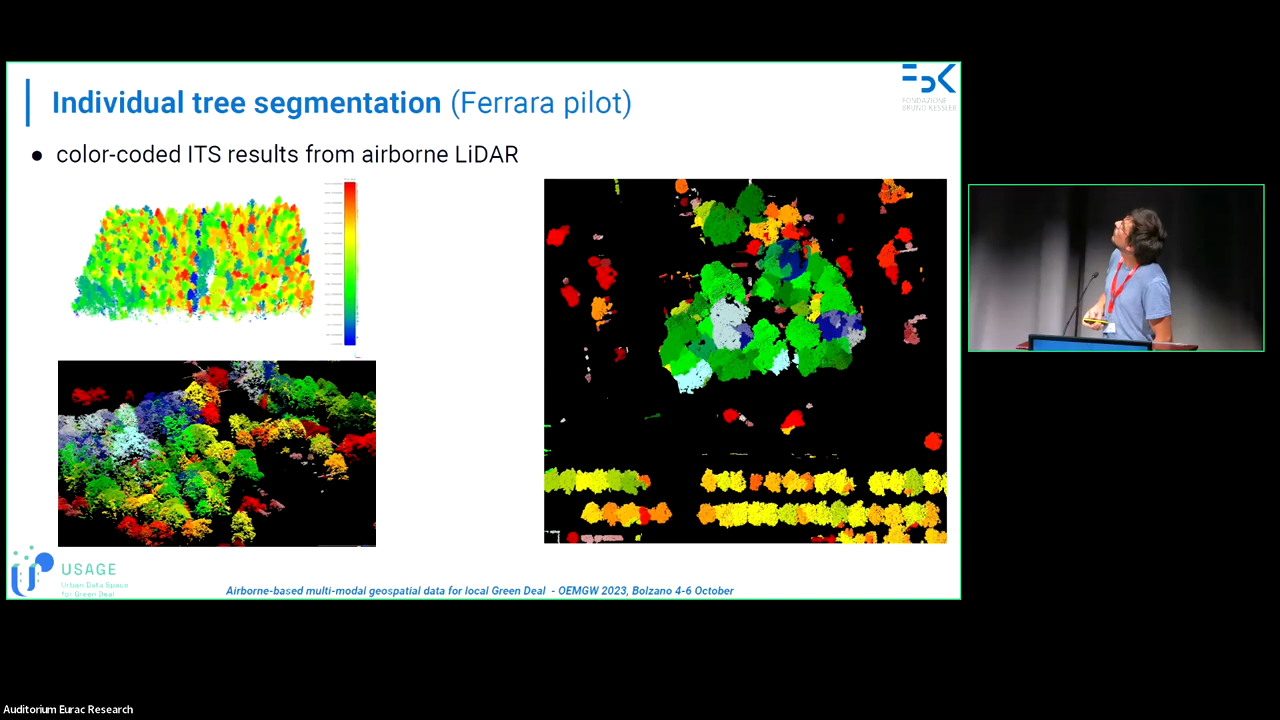 Individual tree segmentation (Ferrara pilot)
FBK
FONDAZIONE
BRUNO KESSLER
● color-coded ITS results from airborne LiDAR
USAGE
Urban Data Space
for Green Deal
Airborne-based multi-modal geospatial data for local Green Deal - OEMGW 2023, Bolzano 4-6 October
Auditorium Eurac Research